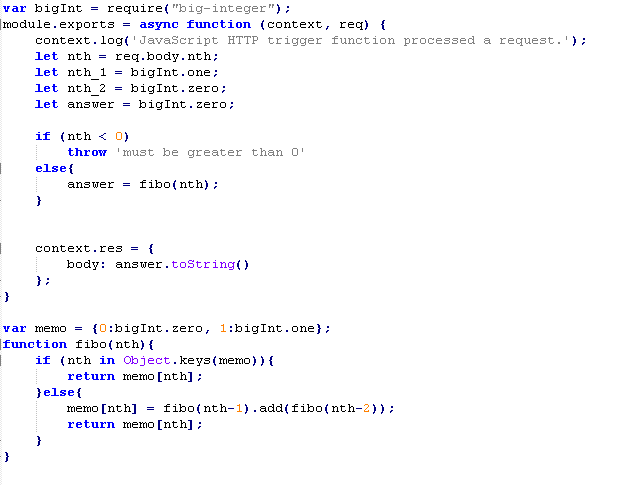 var bigInt = require("big-integer");
module.exports = async function (context, req) {
    context.log('JavaScript HTTP trigger function processed a request.');
    let nth = req.body.nth;
    let nth_1 = bigInt.one;
    let nth_2 = bigInt.zero;
    let answer = bigInt.zero;

    if (nth < 0)
        throw 'must be greater than 0'
    else{
        answer = fibo(nth);
    }


    context.res = {
        body: answer.toString()
    };
}

var memo = {0:bigInt.zero, 1:bigInt.one};
function fibo(nth){
    if (nth in Object.keys(memo)){
        return memo[nth];
    }else{
        memo[nth] = fibo(nth-1).add(fibo(nth-2));
        return memo[nth];
    }
}